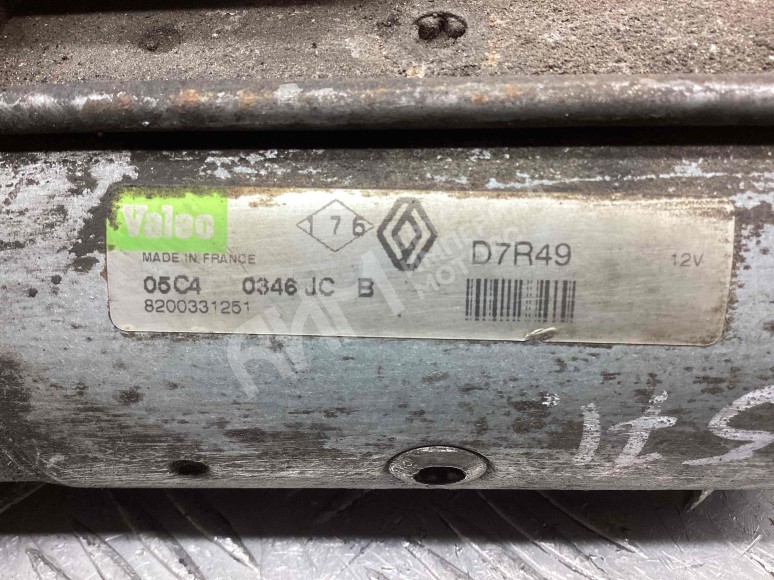 Valeo 176 D7R49 12V
MADE IN FRANCE
05C4 0346 JC B
8200331251